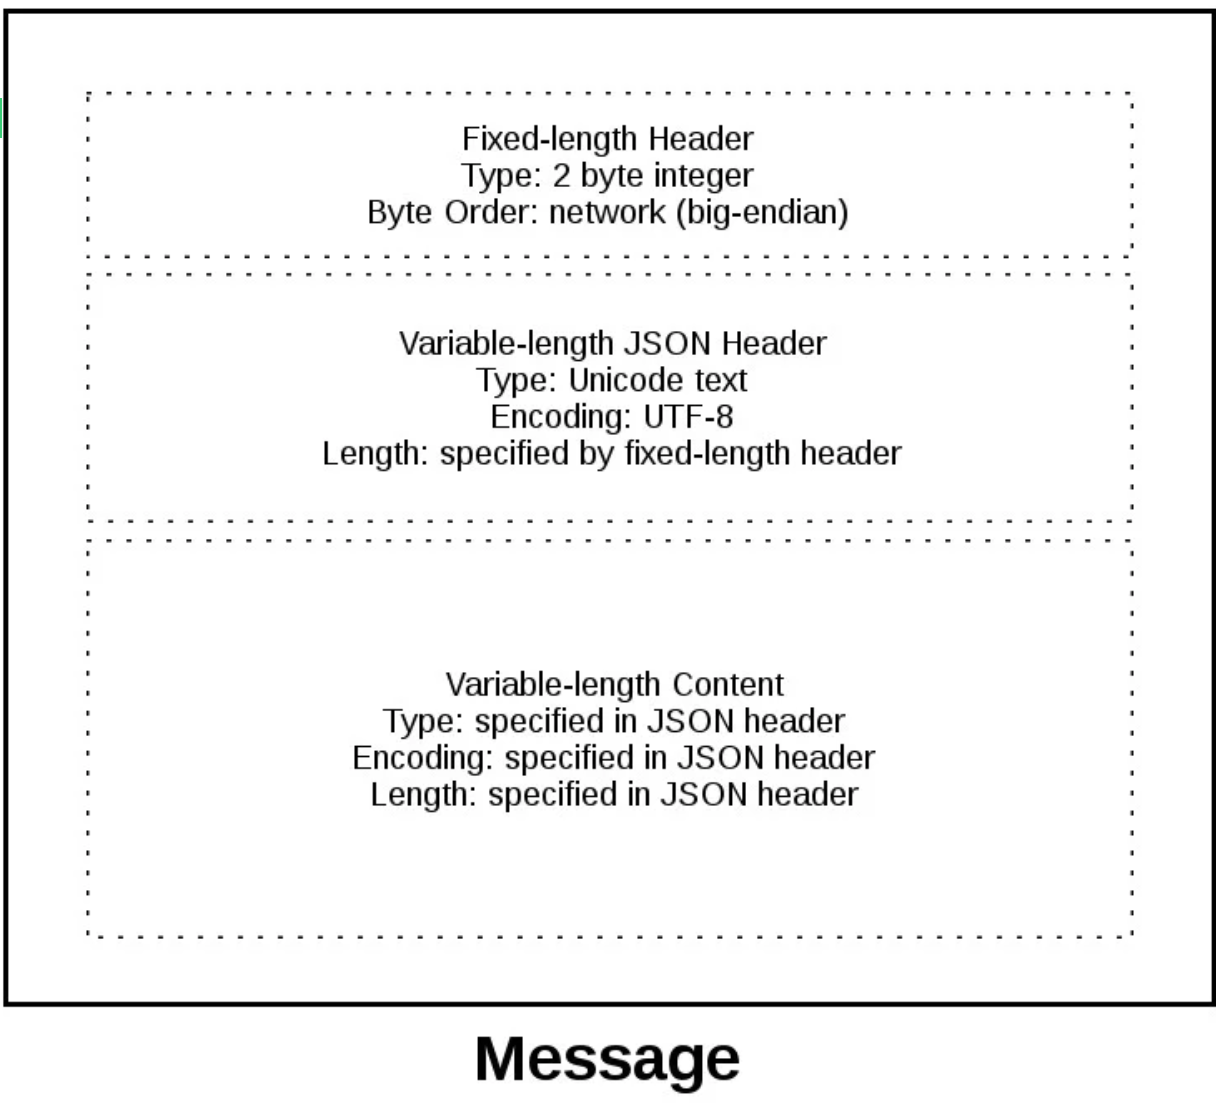 Fixed-length Header
Type: 2 byte integer
Byte Order: network (big-endian)
Variable-length JSON Header
Type: Unicode text
Encoding: UTF-8
Length: specified by fixed-length header
Variable-length Content
Type: specified in JSON header
Encoding: specified in JSON header
Length: specified in JSON header
Message